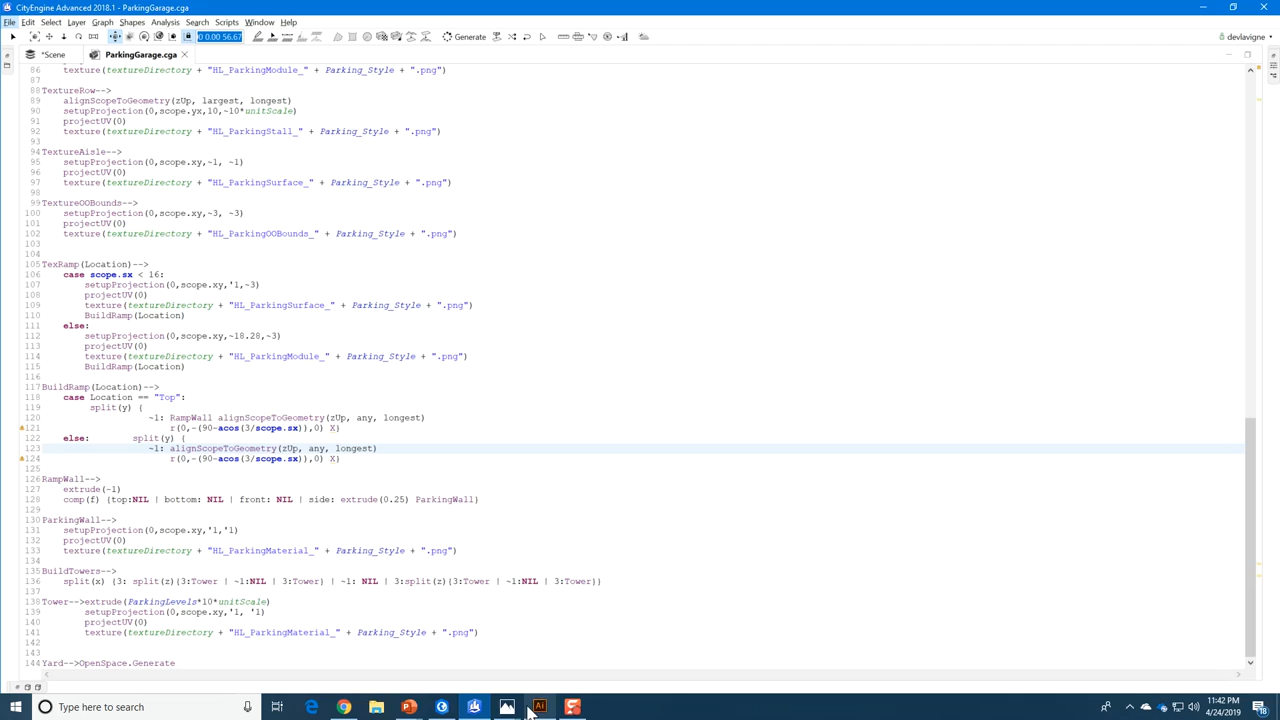 CityEngine Advanced 2018.1 - ParkingGarage.cga
File Edit Select Layer Graph Shapes Analysis Search Scripts Window Help
0 0.00 56.67 Generate devlavigne
*Scene ParkingGarage.cga
86 texture(textureDirectory + "HL_ParkingModule_" + Parking_Style + ".png")
87
88 TextureRow-->
89 alignScopeToGeometry(zUp, largest, longest)
90 setupProjection(0,scope.yx,10,~10*unitScale)
91 projectUV(0)
92 texture(textureDirectory + "HL_ParkingStall_" + Parking_Style + ".png")
93
94 TextureAisle-->
95 setupProjection(0,scope.xy,~1, ~1)
96 projectUV(0)
97 texture(textureDirectory + "HL_ParkingSurface_" + Parking_Style + ".png")
98
99 TextureOOBounds-->
100 setupProjection(0,scope.xy,~3, ~3)
101 projectUV(0)
102 texture(textureDirectory + "HL_ParkingOOBounds_" + Parking_Style + ".png")
103
104
105 TexRamp(Location)-->
106 case scope.sx < 16:
107 setupProjection(0,scope.xy,'1,~3)
108 projectUV(0)
109 texture(textureDirectory + "HL_ParkingSurface_" + Parking_Style + ".png")
110 BuildRamp(Location)
111 else:
112 setupProjection(0,scope.xy,~18.28,~3)
113 projectUV(0)
114 texture(textureDirectory + "HL_ParkingModule_" + Parking_Style + ".png")
115 BuildRamp(Location)
116
117 BuildRamp(Location)-->
118 case Location == "Top":
119 split(y) {
120 ~1: RampWall alignScopeToGeometry(zUp, any, longest)
121 r(0,-(90-acos(3/scope.sx)),0) X}
122 else: split(y) {
123 ~1: alignScopeToGeometry(zUp, any, longest)
124 r(0,-(90-acos(3/scope.sx)),0) X}
125
126 RampWall-->
127 extrude(-1)
128 comp(f) {top:NIL | bottom: NIL | front: NIL | side: extrude(0.25) ParkingWall}
129
130 ParkingWall-->
131 setupProjection(0,scope.xy,'1,'1)
132 projectUV(0)
133 texture(textureDirectory + "HL_ParkingMaterial_" + Parking_Style + ".png")
134
135 BuildTowers-->
136 split(x) {3: split(z){3:Tower | ~1:NIL | 3:Tower} | ~1: NIL | 3:split(z){3:Tower | ~1:NIL | 3:Tower}}
137
138 Tower-->extrude(ParkingLevels*10*unitScale)
139 setupProjection(0,scope.xy,'1, '1)
140 projectUV(0)
141 texture(textureDirectory + "HL_ParkingMaterial_" + Parking_Style + ".png")
142
143
144 Yard-->OpenSpace.Generate
Type here to search
Ai
11:42 PM
4/24/2019
18